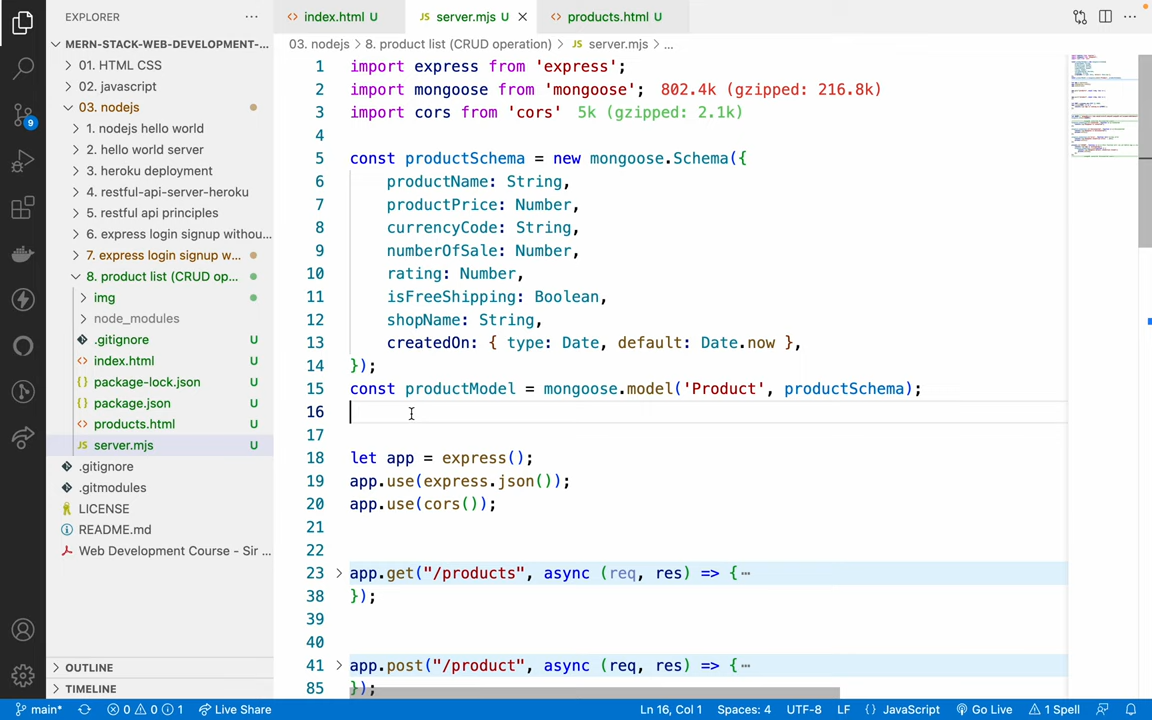 EXPLORER ···
MERN-STACK-WEB-DEVELOPMENT-...
01. HTML CSS
02. javascript
03. nodejs
1. nodejs hello world
2. hello world server
3. heroku deployment
4. restful-api-server-heroku
5. restful api principles
6. express login signup withou...
7. express login signup w...
8. product list (CRUD op...
img
node_modules
.gitignore U
<> index.html U
{} package-lock.json U
{} package.json U
<> products.html U
JS server.mjs U
.gitignore
.gitmodules
LICENSE
README.md
Web Development Course - Sir ...
OUTLINE
TIMELINE
9
<> index.html U JS server.mjs U <> products.html U
03. nodejs > 8. product list (CRUD operation) > JS server.mjs > ...
1 import express from 'express';
2 import mongoose from 'mongoose'; 802.4k (gzipped: 216.8k)
3 import cors from 'cors' 5k (gzipped: 2.1k)
4
5 const productSchema = new mongoose.Schema({
6 productName: String,
7 productPrice: Number,
8 currencyCode: String,
9 numberOfSale: Number,
10 rating: Number,
11 isFreeShipping: Boolean,
12 shopName: String,
13 createdOn: { type: Date, default: Date.now },
14 });
15 const productModel = mongoose.model('Product', productSchema);
16
17
18 let app = express();
19 app.use(express.json());
20 app.use(cors());
21
22
23 app.get("/products", async (req, res) => {···
38 });
39
40
41 app.post("/product", async (req, res) => {···
85 });
main* 0 0 1 Live Share Ln 16, Col 1 Spaces: 4 UTF-8 LF {} JavaScript Go Live 1 Spell